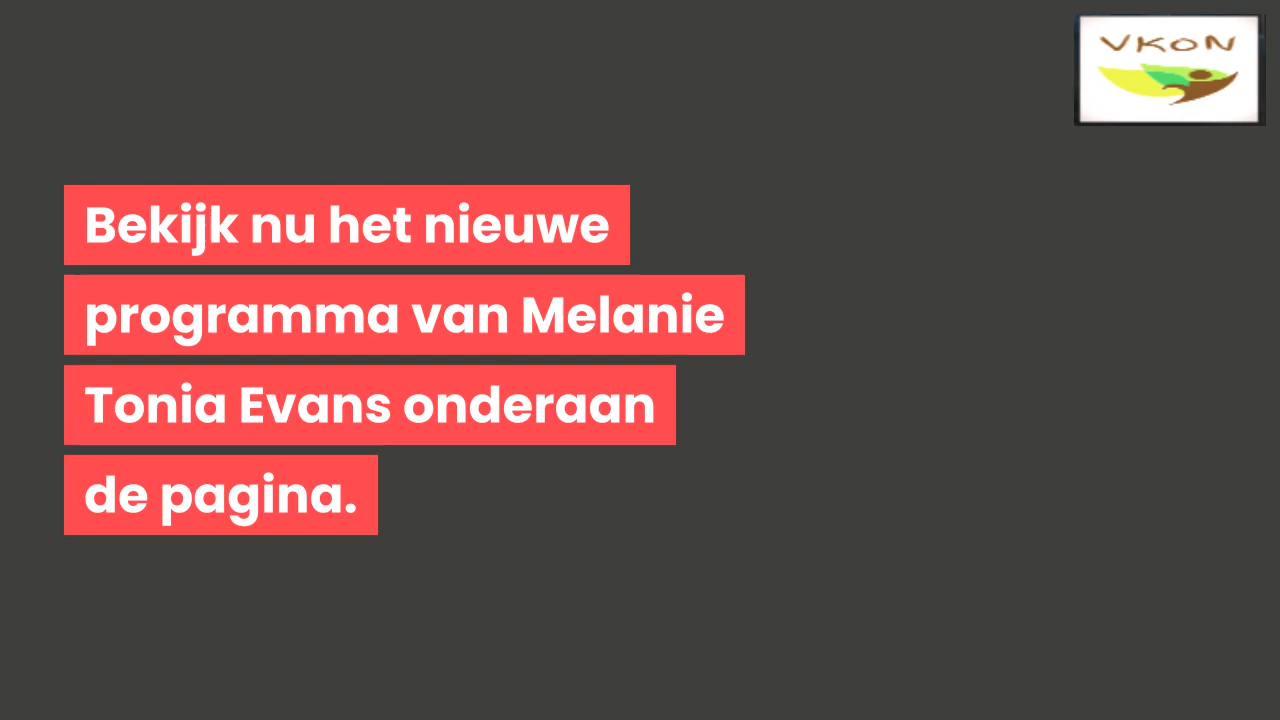 VKON
Bekijk nu het nieuwe
programma van Melanie
Tonia Evans onderaan
de pagina.